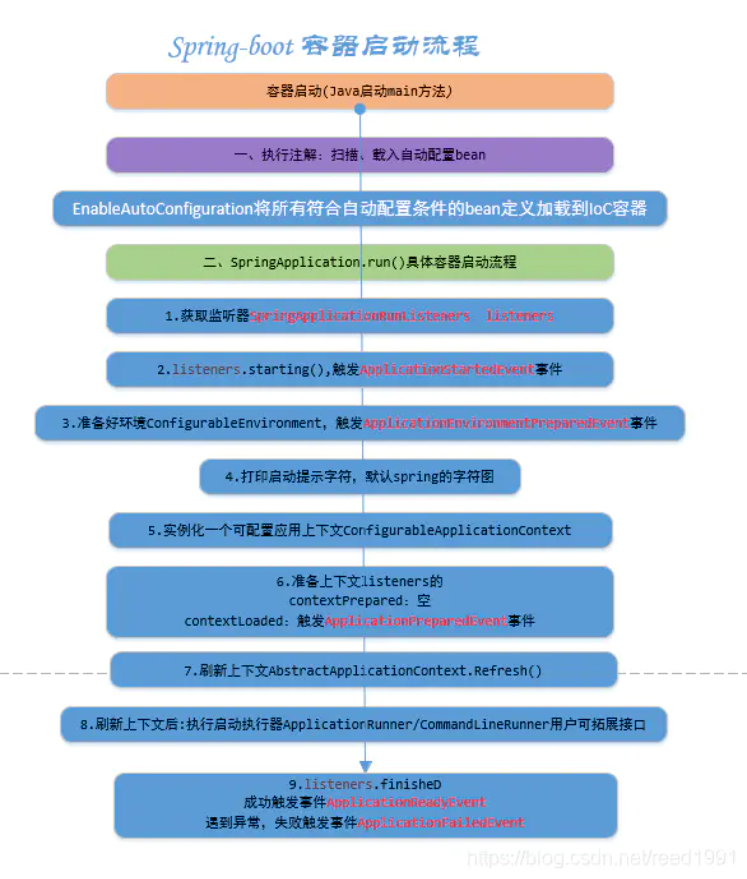 Spring-boot 容器启动流程
容器启动(Java启动main方法)
一、执行注解：扫描、载入自动配置bean
EnableAutoConfiguration将所有符合自动配置条件的bean定义加载到IoC容器
二、SpringApplication.run()具体容器启动流程
1.获取监听器SpringApplicationRunListeners listeners
2.listeners.starting(),触发ApplicationStartedEvent事件
3.准备好环境ConfigurableEnvironment，触发ApplicationEnvironmentPreparedEvent事件
4.打印启动提示字符，默认spring的字符图
5.实例化一个可配置应用上下文ConfigurableApplicationContext
6.准备上下文listeners的
contextPrepared：空
contextLoaded：触发ApplicationPreparedEvent事件
7.刷新上下文AbstractApplicationContext.Refresh()
8.刷新上下文后:执行启动执行器ApplicationRunner/CommandLineRunner用户可拓展接口
9.listeners.finisheD
成功触发事件ApplicationReadyEvent
遇到异常，失败触发事件ApplicationFailedEvent
https://blog.csdn.net/reed1991